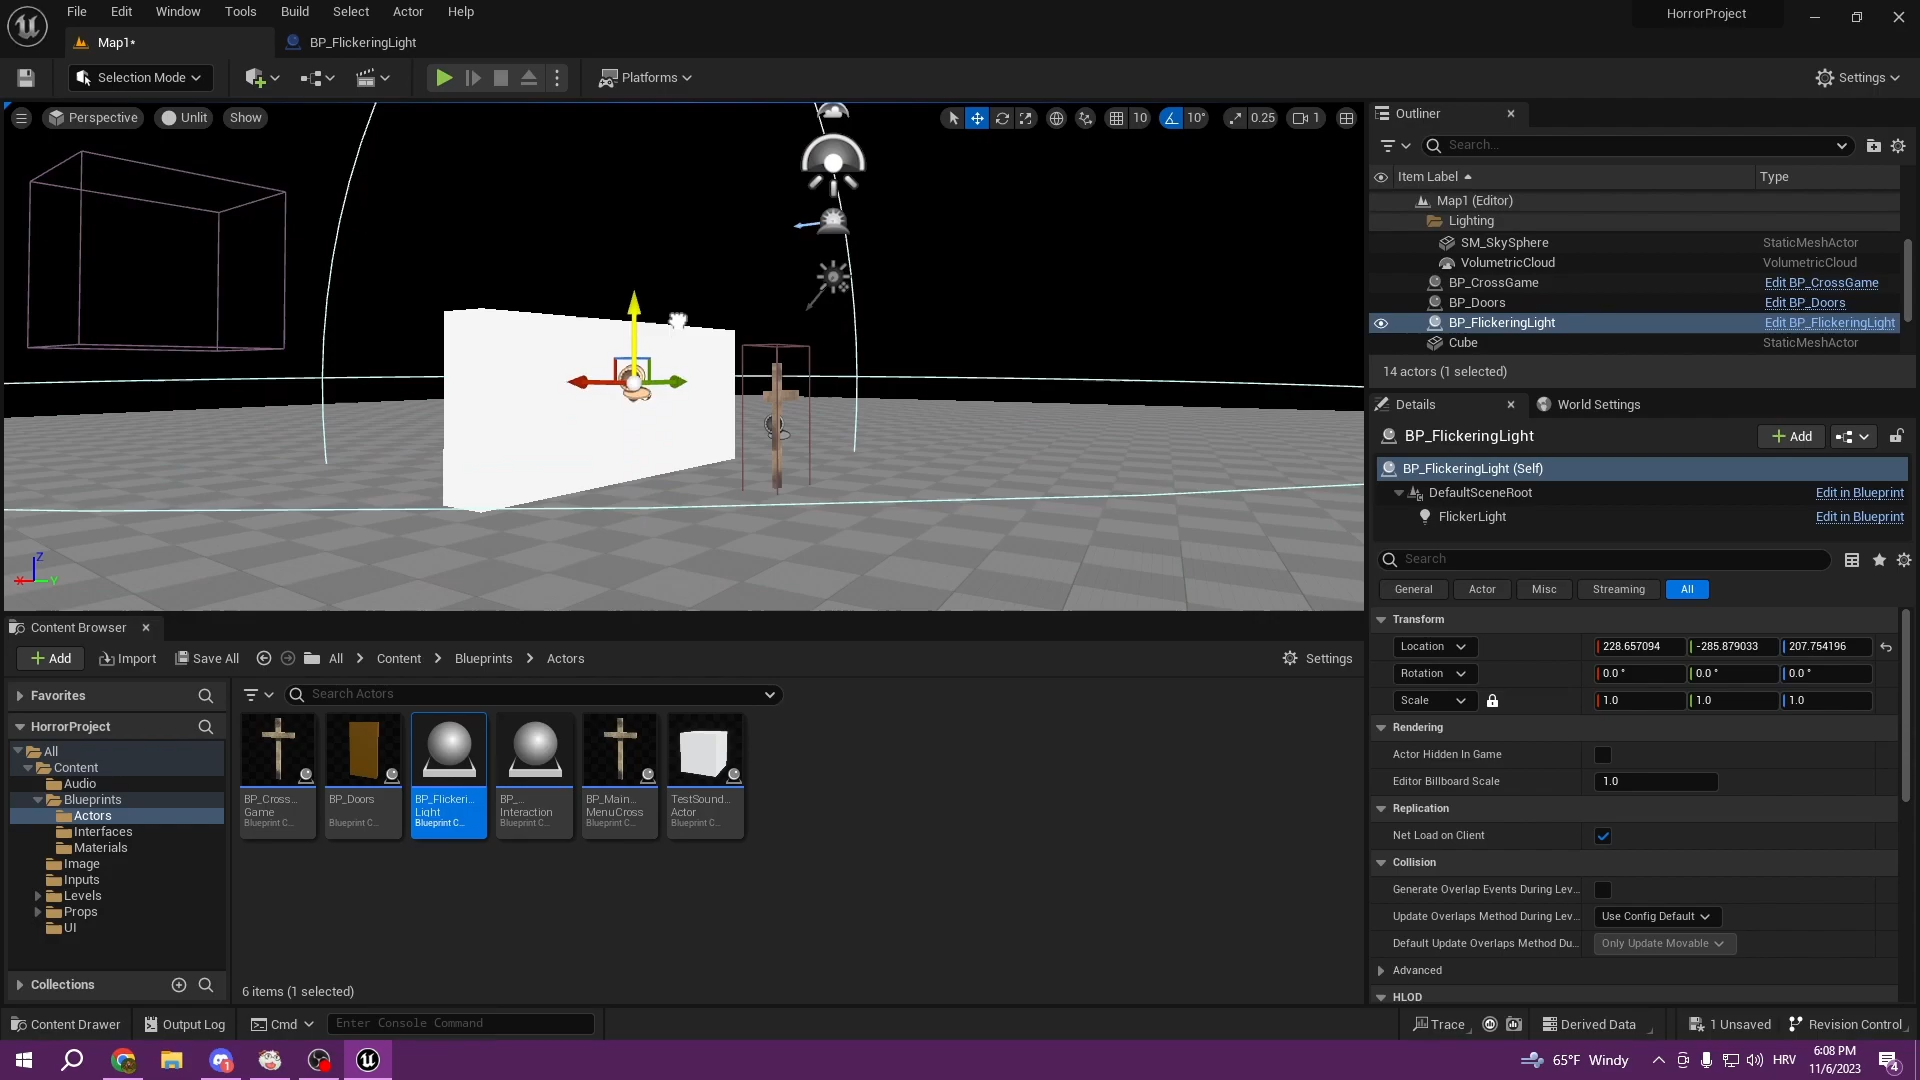 File Edit Window Tools Build Select Actor Help
HorrorProject
Map1*
BP_FlickeringLight
Selection Mode
Platforms
Settings
Perspective Unlit Show
10 10° 0.25 1
Outliner
Search...
Item Label Type
Map1 (Editor)
Lighting
SM_SkySphere StaticMeshActor
VolumetricCloud VolumetricCloud
BP_CrossGame Edit BP_CrossGame
BP_Doors Edit BP_Doors
BP_FlickeringLight Edit BP_FlickeringLight
Cube StaticMeshActor
14 actors (1 selected)
Details
World Settings
BP_FlickeringLight
Add
BP_FlickeringLight (Self)
DefaultSceneRoot Edit in Blueprint
FlickerLight Edit in Blueprint
Search
General Actor Misc Streaming All
Transform
Location 228.657094 -285.879033 207.754196
Rotation 0.0 ° 0.0 ° 0.0 °
Scale 1.0 1.0 1.0
Rendering
Actor Hidden In Game
Editor Billboard Scale 1.0
Replication
Net Load on Client
Collision
Generate Overlap Events During Lev...
Update Overlaps Method During Lev... Use Config Default
Default Update Overlaps Method Du... Only Update Movable
Advanced
HLOD
Z
X Y
Content Browser
Add Import Save All All Content Blueprints Actors Settings
Favorites
Search Actors
HorrorProject
All
Content
Audio
Blueprints
Actors
Interfaces
Materials
Image
Inputs
Levels
Props
UI
Collections
BP_Cross...
Game
Blueprint C...
BP_Doors
Blueprint C...
BP_Flickeri...
Light
Blueprint C...
BP_...
Interaction
Blueprint C...
BP_Main...
MenuCross
Blueprint C...
TestSound...
Actor
Blueprint C...
6 items (1 selected)
Content Drawer Output Log Cmd Enter Console Command
Trace Derived Data 1 Unsaved Revision Control
1
65°F Windy
HRV
6:08 PM
11/6/2023
4